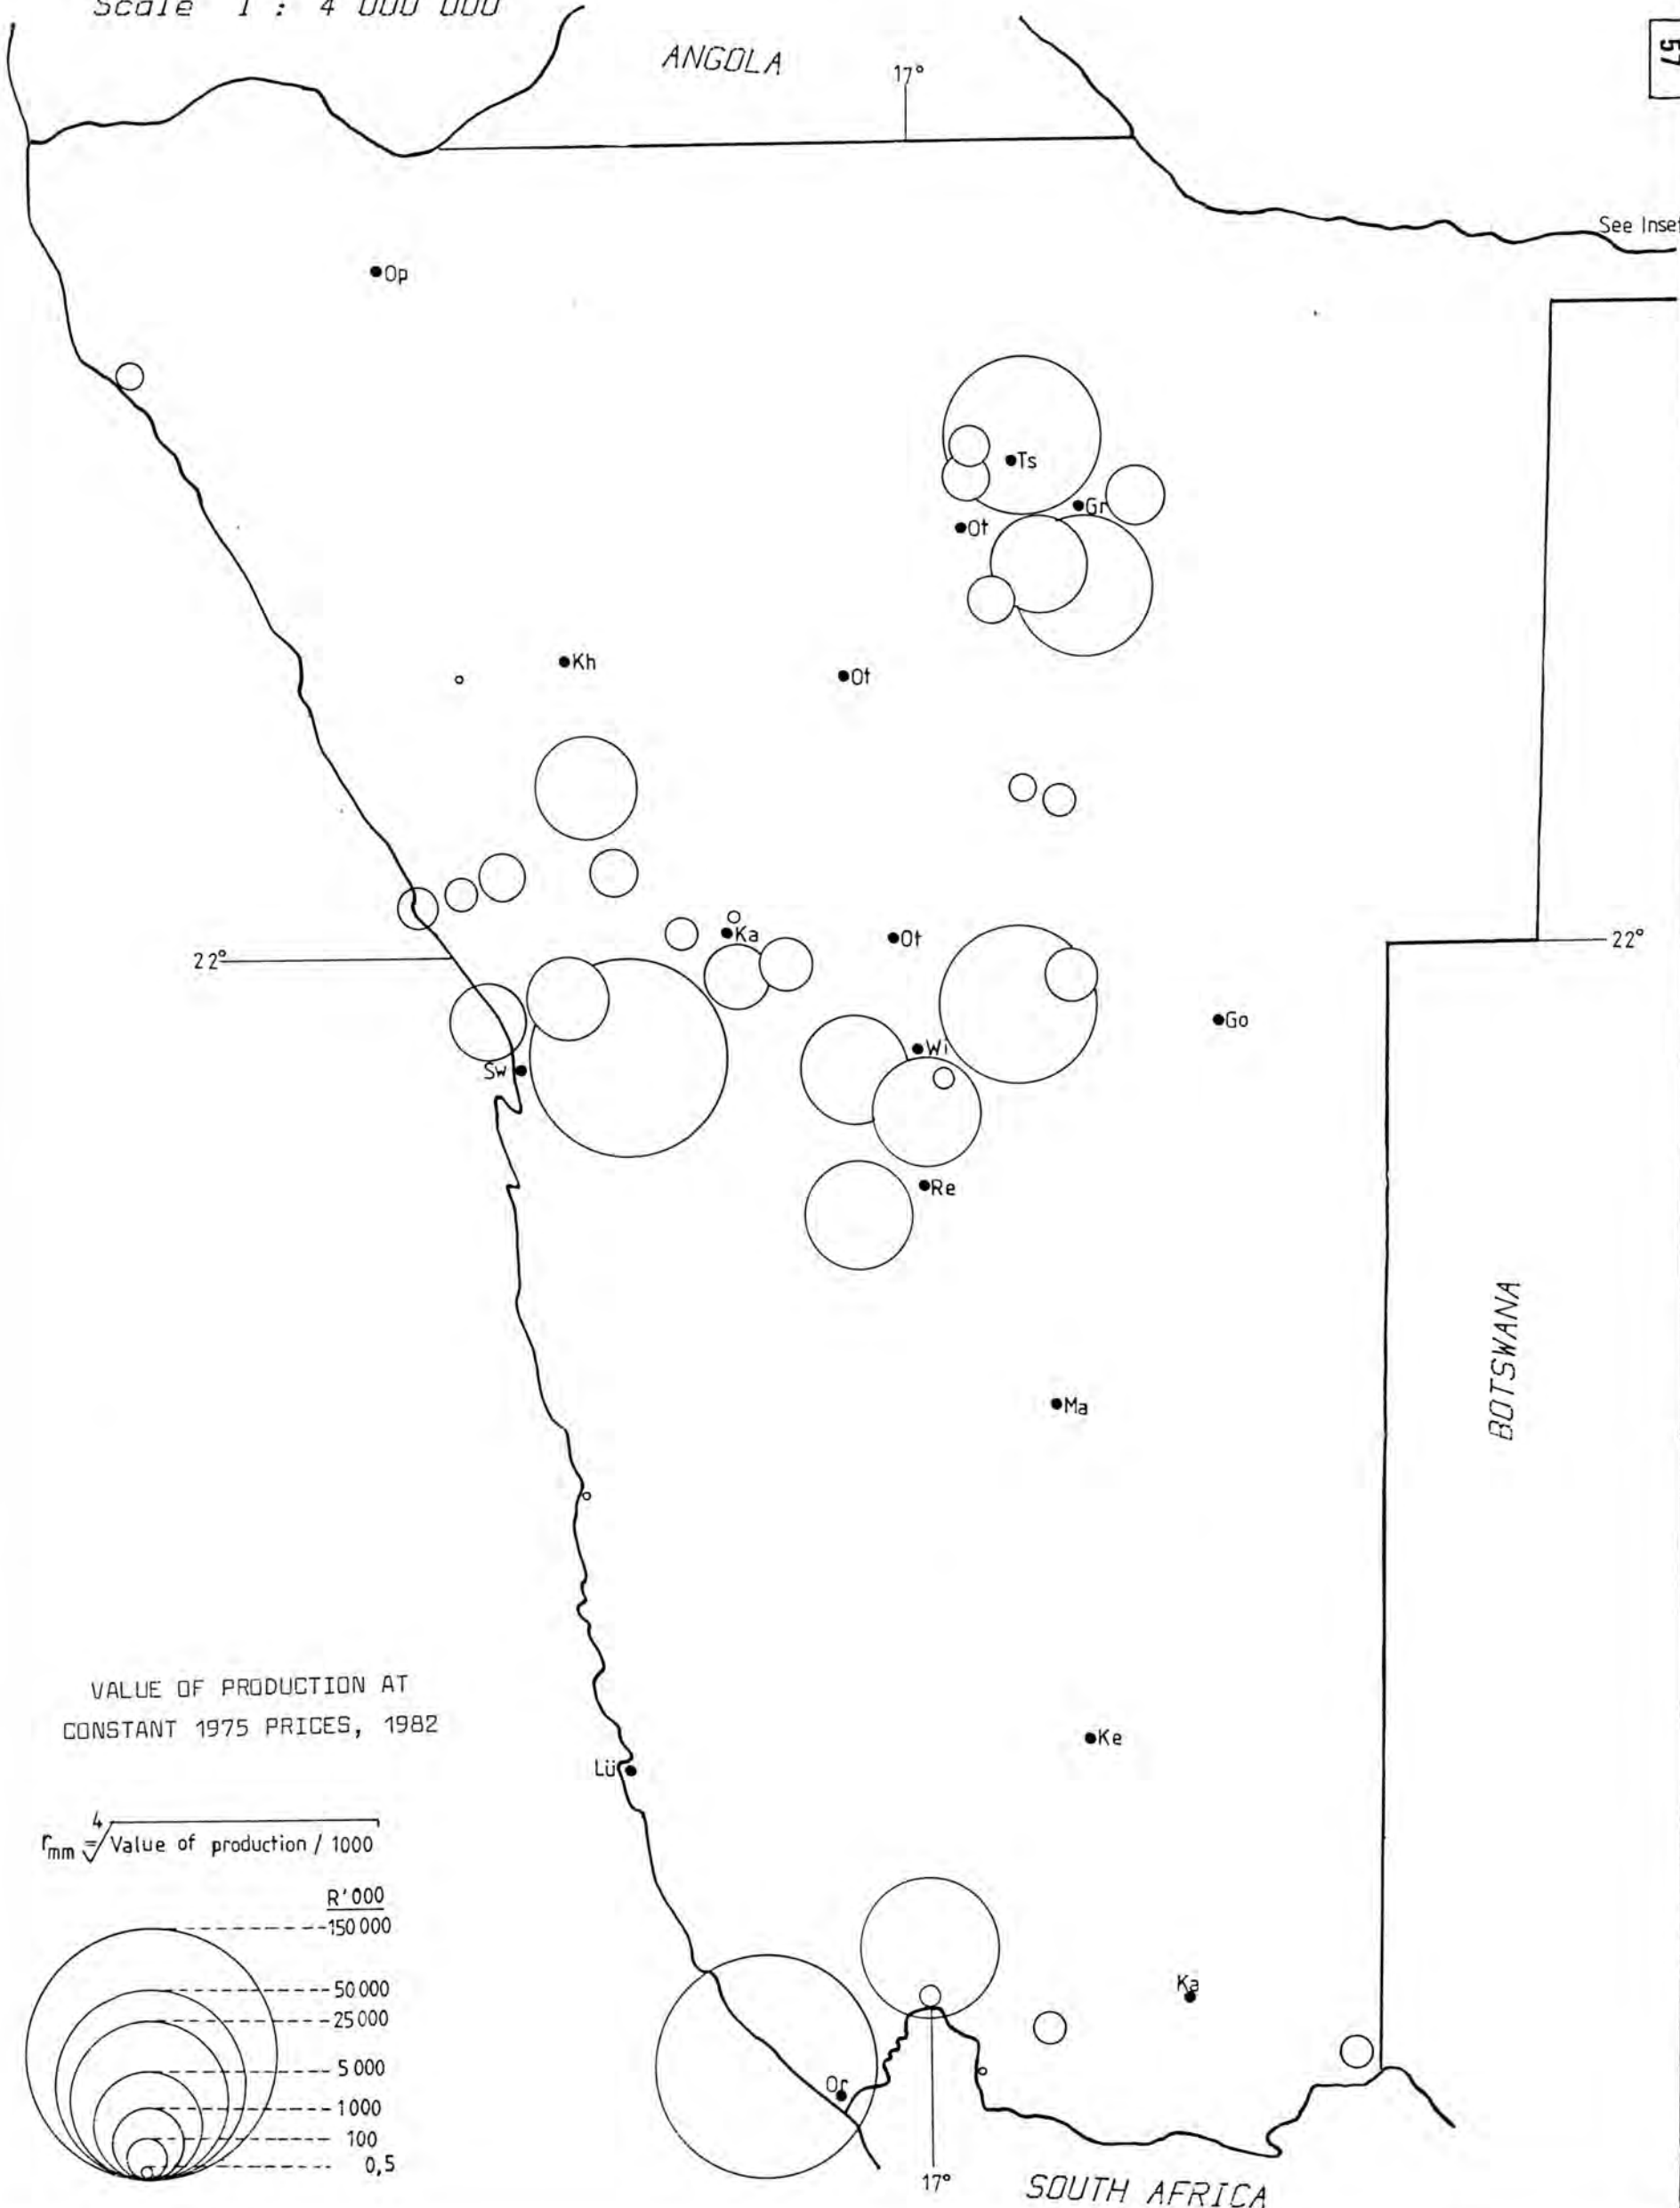 Scale 1 : 4 000 000
ANGOLA
17°
57
See Inset
Op
Ts
Gr
Ot
Kh
Ot
Ka
Ot
22°
22°
Go
Wi
Sw
Re
BOTSWANA
Ma
VALUE OF PRODUCTION AT
CONSTANT 1975 PRICES, 1982
Ke
Lü
r mm = 4√Value of production / 1000
R'000
150 000
50 000
25 000
5 000
1 000
100
0,5
Ka
Or
17°
SOUTH AFRICA